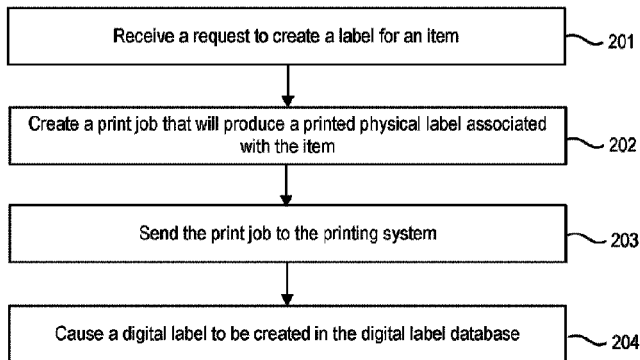 Receive a request to create a label for an item
201
Create a print job that will produce a printed physical label associated
with the item
202
Send the print job to the printing system
203
Cause a digital label to be created in the digital label database
204